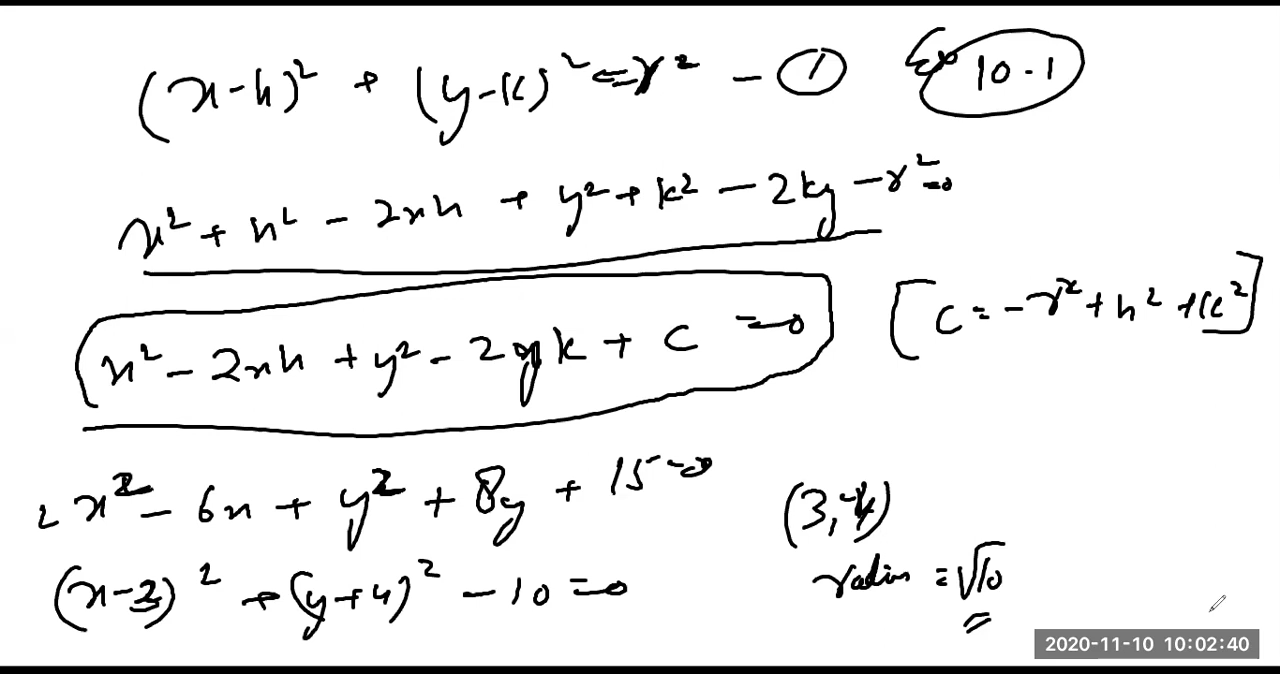 (x-h)² + (y-k)² = r² - ① Ex 10.1
x² + h² - 2xh + y² + k² - 2ky - r² = 0
x² - 2xh + y² - 2yk + c = 0 [c = -r² + h² + k²]
x² - 6x + y² + 8y + 15 = 0
(3,-4)
(x-3)² + (y+4)² - 10 = 0
radius = √10
2020-11-10 10:02:40